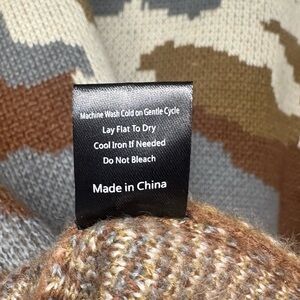 Machine Wash Cold on Gentle Cycle
Lay Flat To Dry
Cool Iron If Needed
Do Not Bleach
Made in China